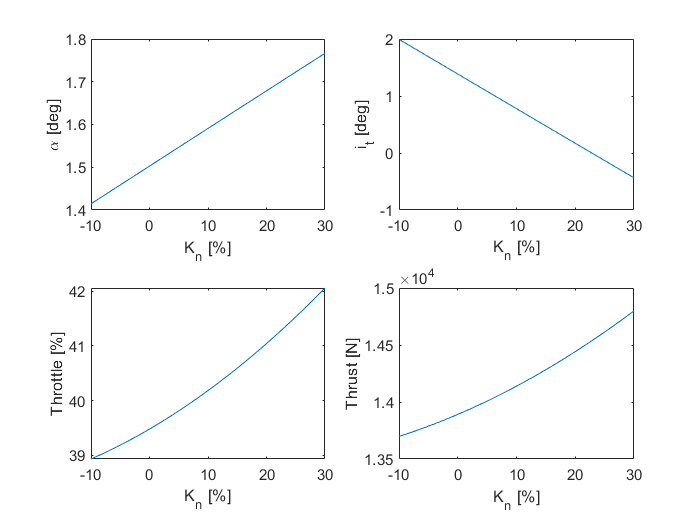 1.8
1.7
1.6
1.5
1.4
α [deg]
-10 0 10 20 30
K_n [%]
2
1
0
-1
i_t [deg]
-10 0 10 20 30
K_n [%]
42
41
40
39
Throttle [%]
-10 0 10 20 30
K_n [%]
×10^4
1.5
1.45
1.4
1.35
Thrust [N]
-10 0 10 20 30
K_n [%]